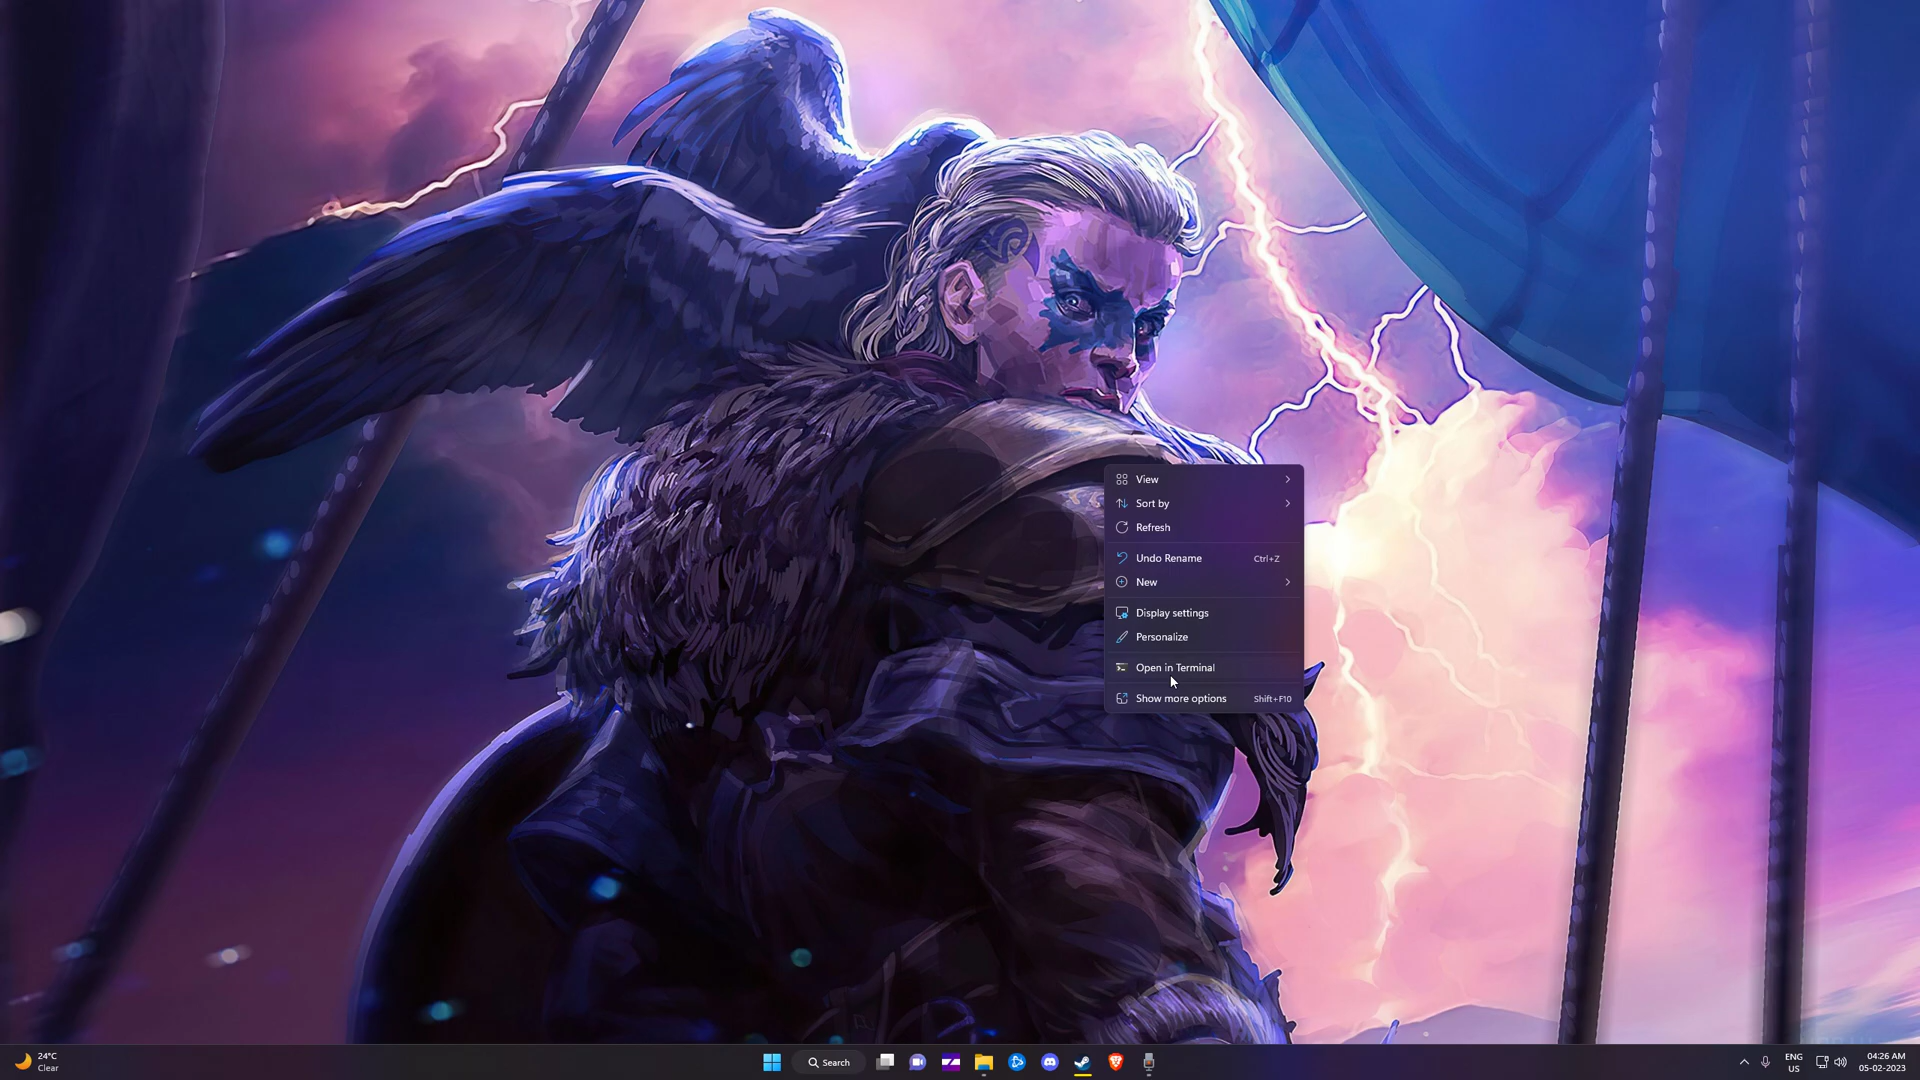 View
Sort by
Refresh
Undo Rename Ctrl+Z
New
Display settings
Personalize
Open in Terminal
Show more options Shift+F10
24°C
Clear
Search
ENG
US
04:26 AM
05-02-2023